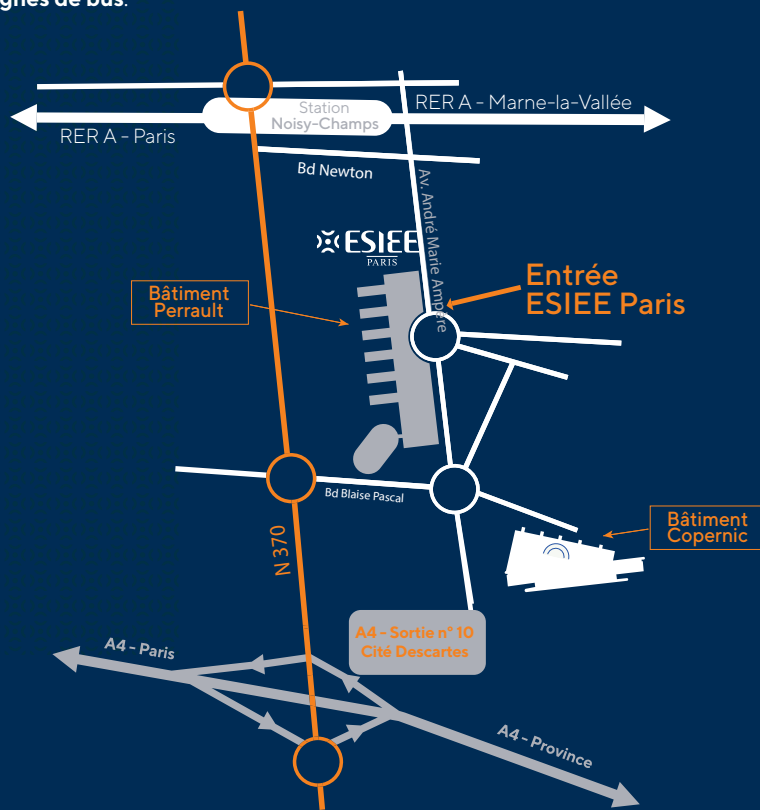 gnes de bus.
Station
Noisy-Champs
RER A - Marne-la-Vallée
RER A - Paris
Bd Newton
Av. André Marie Ampère
ESIEE
PARIS
Entrée
ESIEE Paris
Bâtiment
Perrault
Bd Blaise Pascal
N 370
Bâtiment
Copernic
A4 - Sortie n° 10
Cité Descartes
A4 - Paris
A4 - Province